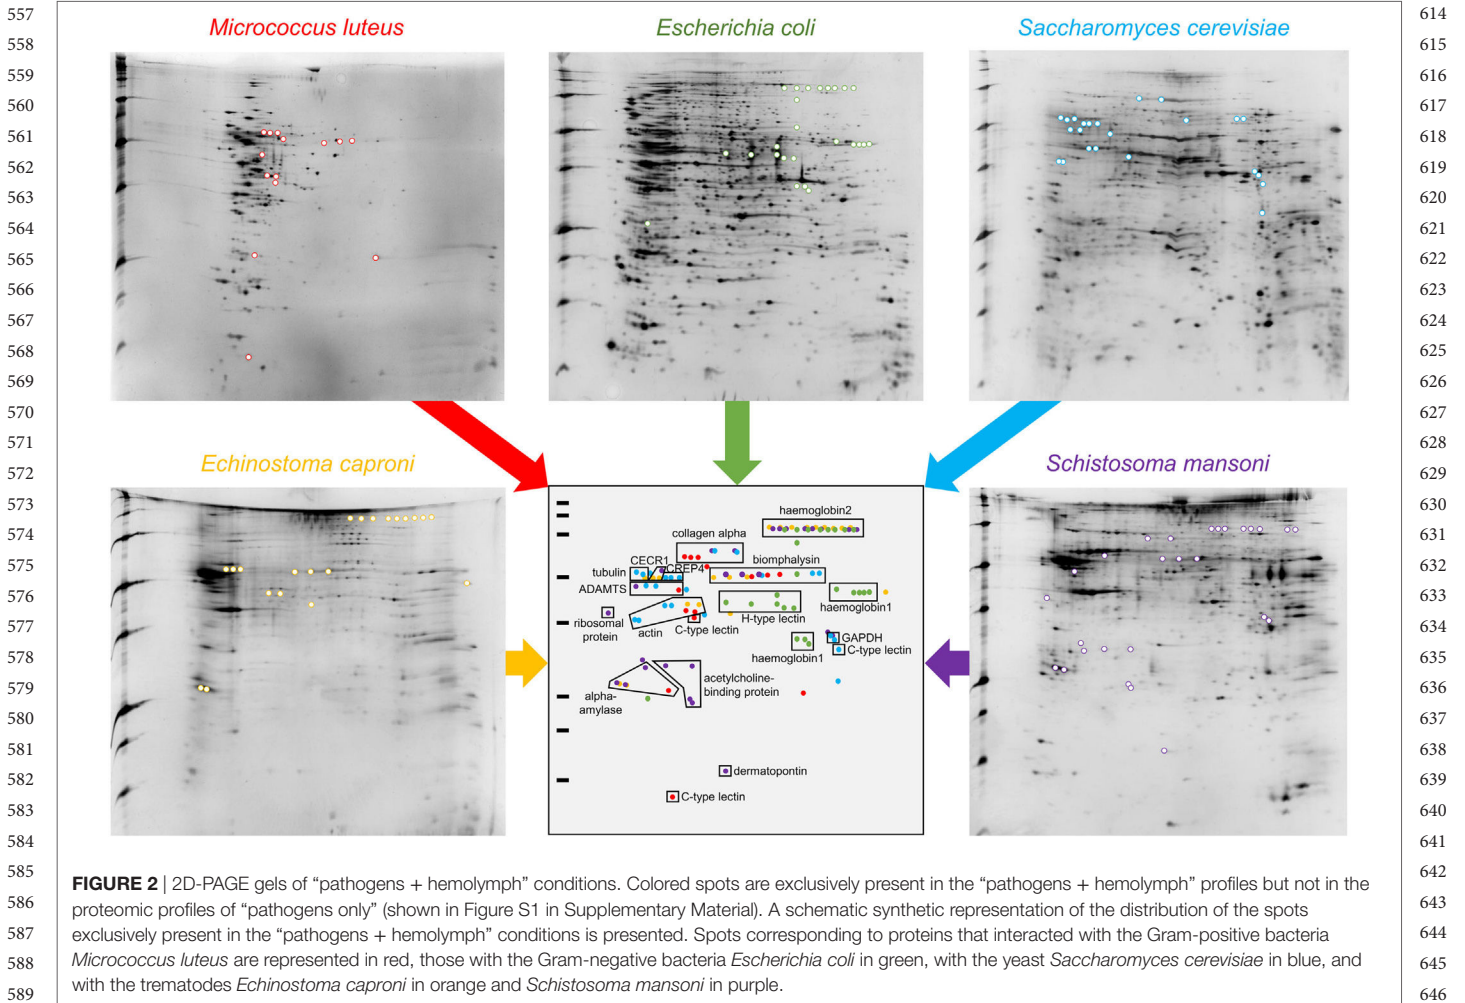 557
558
559
560
561
562
563
564
565
566
567
568
569
570
571
572
573
574
575
576
577
578
579
580
581
582
583
584
585
586
587
588
589
Micrococcus luteus
Escherichia coli
Saccharomyces cerevisiae
Echinostoma caproni
Schistosoma mansoni
haemoglobin2
collagen alpha
CECR1
CREP4
biomphalysin
tubulin
ADAMTS
haemoglobin1
ribosomal
protein
actin
C-type lectin
H-type lectin
GAPDH
C-type lectin
haemoglobin1
alpha-
amylase
acetylcholine-
binding protein
dermatopontin
C-type lectin
FIGURE 2 | 2D-PAGE gels of “pathogens + hemolymph” conditions. Colored spots are exclusively present in the “pathogens + hemolymph” profiles but not in the
proteomic profiles of “pathogens only” (shown in Figure S1 in Supplementary Material). A schematic synthetic representation of the distribution of the spots
exclusively present in the “pathogens + hemolymph” conditions is presented. Spots corresponding to proteins that interacted with the Gram-positive bacteria
Micrococcus luteus are represented in red, those with the Gram-negative bacteria Escherichia coli in green, with the yeast Saccharomyces cerevisiae in blue, and
with the trematodes Echinostoma caproni in orange and Schistosoma mansoni in purple.
614
615
616
617
618
619
620
621
622
623
624
625
626
627
628
629
630
631
632
633
634
635
636
637
638
639
640
641
642
643
644
645
646